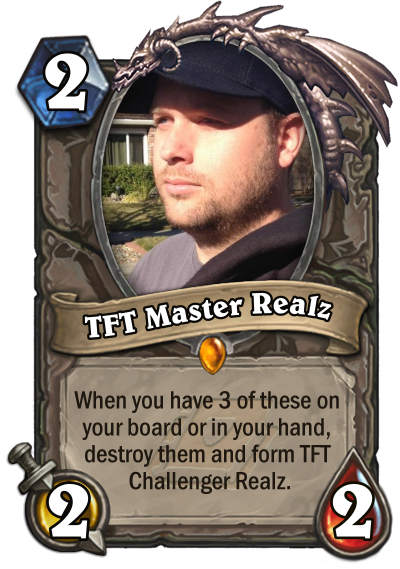 2
TFT Master Realz
When you have 3 of these on
your board or in your hand,
destroy them and form TFT
Challenger Realz.
2
2